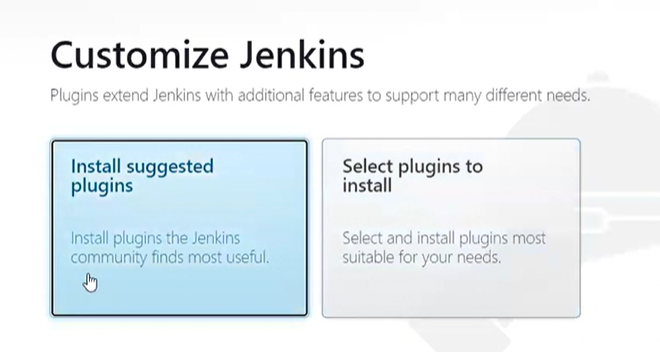 Customize Jenkins
Plugins extend Jenkins with additional features to support many different needs.
Install suggested
plugins
Install plugins the Jenkins
community finds most useful.
Select plugins to
install
Select and install plugins most
suitable for your needs.